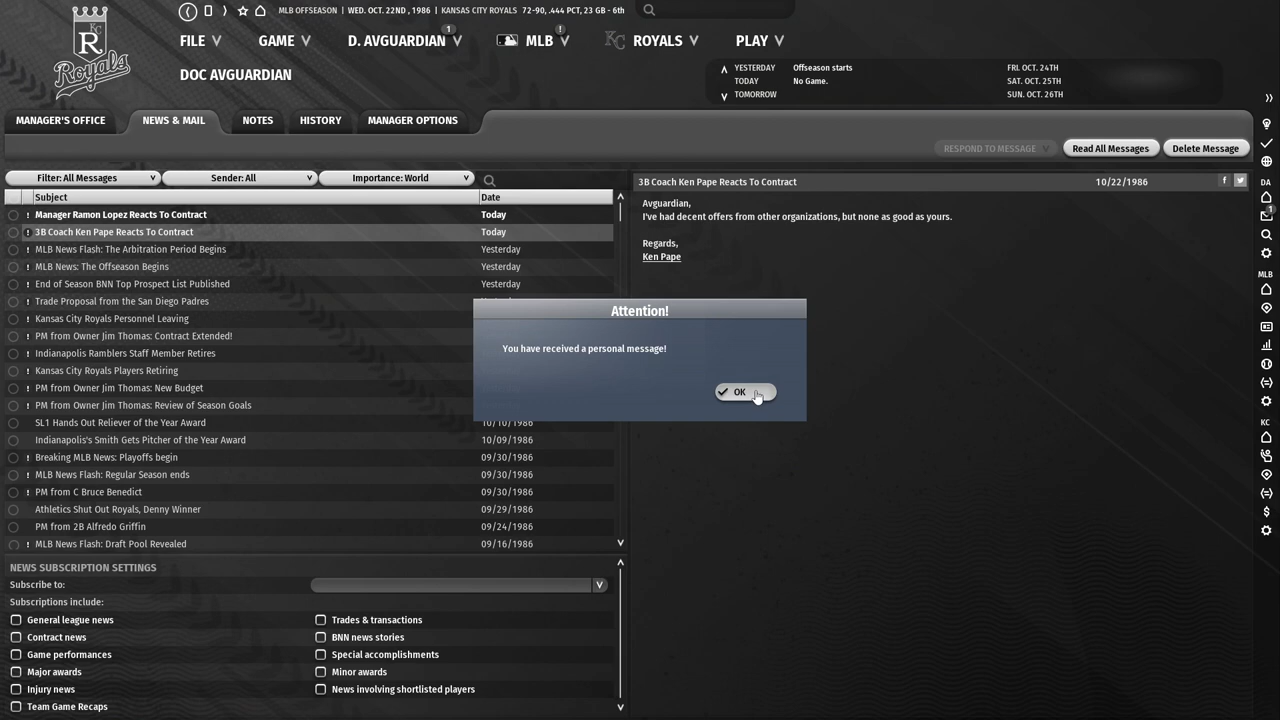 MLB OFFSEASON | WED. OCT. 22ND , 1986 | KANSAS CITY ROYALS 72-90, .444 PCT, 23 GB - 6th
KC
R
Royals
FILE
GAME
D. AVGUARDIAN
1
MLB
!
KC
ROYALS
PLAY
DOC AVGUARDIAN
YESTERDAY Offseason starts FRI. OCT. 24TH
TODAY No Game. SAT. OCT. 25TH
TOMORROW SUN. OCT. 26TH
MANAGER'S OFFICE
NEWS & MAIL
NOTES
HISTORY
MANAGER OPTIONS
RESPOND TO MESSAGE
Read All Messages
Delete Message
Filter: All Messages
Sender: All
Importance: World
Subject Date
! Manager Ramon Lopez Reacts To Contract Today
! 3B Coach Ken Pape Reacts To Contract Today
! MLB News Flash: The Arbitration Period Begins Yesterday
! MLB News: The Offseason Begins Yesterday
! End of Season BNN Top Prospect List Published Yesterday
! Trade Proposal from the San Diego Padres
! Kansas City Royals Personnel Leaving
! PM from Owner Jim Thomas: Contract Extended!
! Indianapolis Ramblers Staff Member Retires
! Kansas City Royals Players Retiring
! PM from Owner Jim Thomas: New Budget
! PM from Owner Jim Thomas: Review of Season Goals
SL1 Hands Out Reliever of the Year Award 10/10/1986
Indianapolis's Smith Gets Pitcher of the Year Award 10/09/1986
! Breaking MLB News: Playoffs begin 09/30/1986
! MLB News Flash: Regular Season ends 09/30/1986
! PM from C Bruce Benedict 09/30/1986
Athletics Shut Out Royals, Denny Winner 09/29/1986
PM from 2B Alfredo Griffin 09/24/1986
! MLB News Flash: Draft Pool Revealed 09/16/1986
3B Coach Ken Pape Reacts To Contract 10/22/1986
f
Avguardian,
I've had decent offers from other organizations, but none as good as yours.
Regards,
Ken Pape
Attention!
You have received a personal message!
OK
NEWS SUBSCRIPTION SETTINGS
Subscribe to:
Subscriptions include:
General league news
Trades & transactions
Contract news
BNN news stories
Game performances
Special accomplishments
Major awards
Minor awards
Injury news
News involving shortlisted players
Team Game Recaps
DA
1
MLB
KC
$